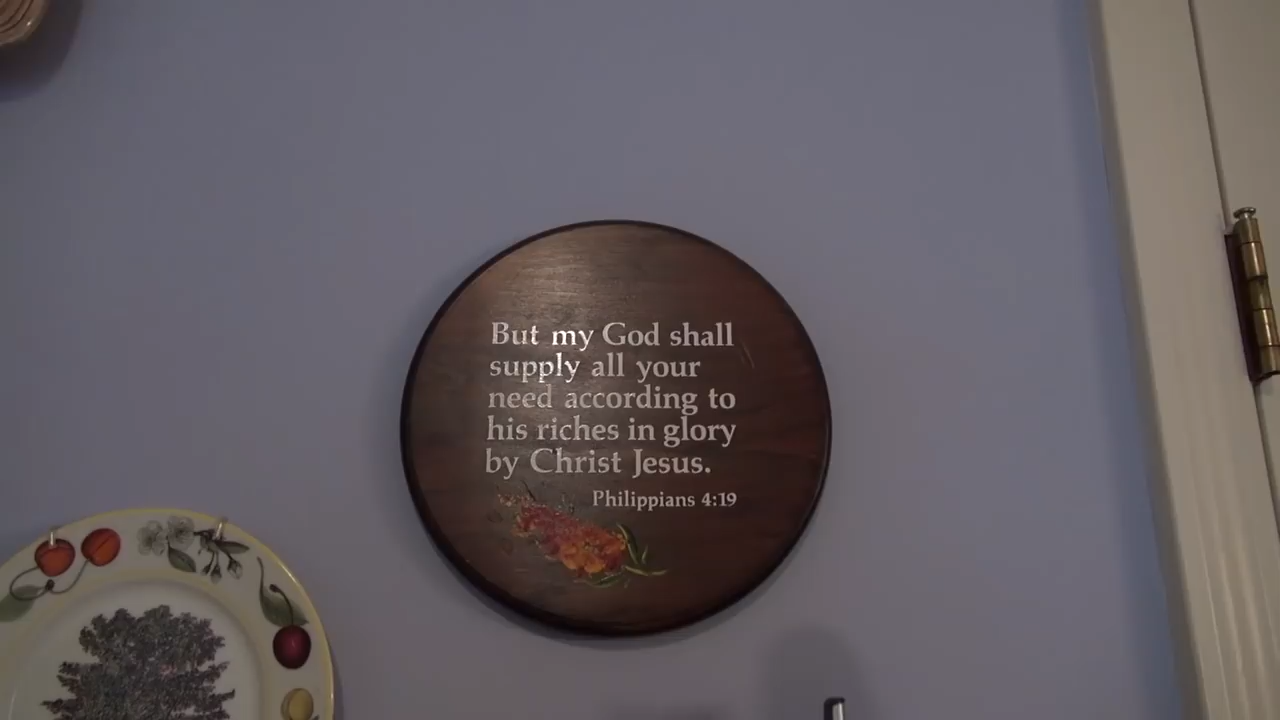 But my God shall
supply all your
need according to
his riches in glory
by Christ Jesus.
Philippians 4:19